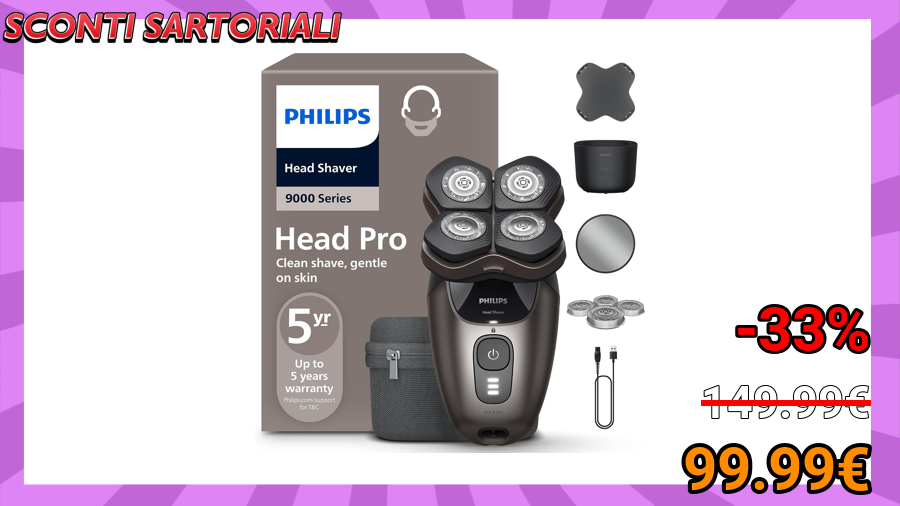 SCONTI SARTORIALI
PHILIPS
Head Shaver
9000 Series
Head Pro
Clean shave, gentle
on skin
5yr
Up to
5 years
warranty
Philips.com/support
for T&C
PHILIPS
Head Shaver
-33%
149.99€
99.99€